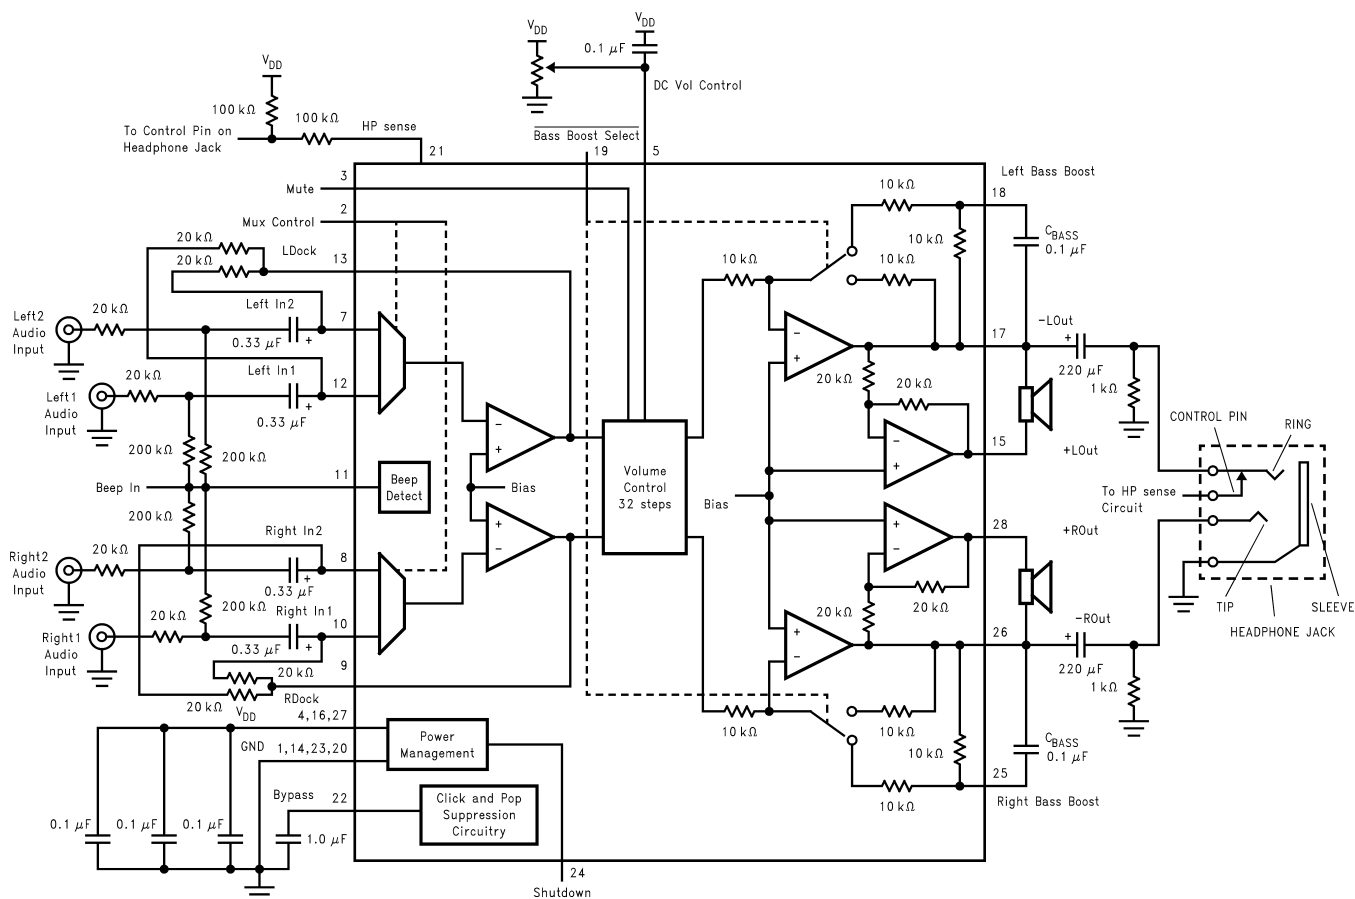 V_DD
V_DD
0.1 μF
DC Vol Control
V_DD
100 kΩ
100 kΩ
HP sense
To Control Pin on
Headphone Jack
21
Bass Boost Select
19
5
3
Mute
2
Mux Control
20 kΩ
LDock
20 kΩ
13
Left In2
7
0.33 μF
+
Left2
Audio
Input
20 kΩ
Left In1
12
0.33 μF
+
Left1
Audio
Input
20 kΩ
200 kΩ
200 kΩ
11
Beep In
Beep
Detect
200 kΩ
Right In2
8
0.33 μF
+
Right2
Audio
Input
20 kΩ
200 kΩ
Right In1
10
0.33 μF
+
Right1
Audio
Input
20 kΩ
9
20 kΩ
20 kΩ
RDock
V_DD
4,16,27
GND
1,14,23,20
Power
Management
Bypass
22
Click and Pop
Suppression
Circuitry
0.1 μF
0.1 μF
0.1 μF
1.0 μF
24
Shutdown
−
+
Bias
+
−
Volume
Control
32 steps
10 kΩ
10 kΩ
10 kΩ
10 kΩ
Left Bass Boost
18
C_BASS
0.1 μF
−
+
17
−LOut
+
220 μF
1 kΩ
20 kΩ
20 kΩ
−
+
15
+LOut
Bias
+
−
28
+ROut
20 kΩ
20 kΩ
+
−
26
−ROut
+
220 μF
1 kΩ
10 kΩ
10 kΩ
10 kΩ
10 kΩ
C_BASS
0.1 μF
25
Right Bass Boost
CONTROL PIN
RING
To HP sense
Circuit
TIP
SLEEVE
HEADPHONE JACK